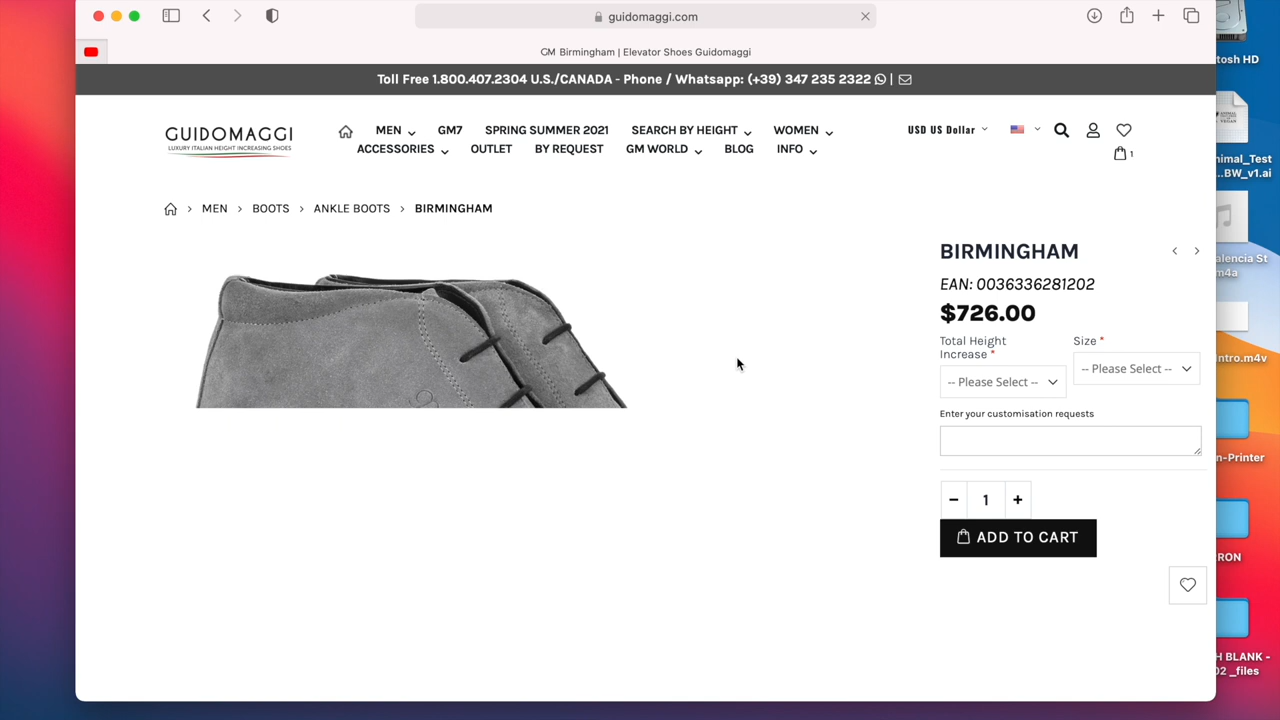 guidomaggi.com
GM Birmingham | Elevator Shoes Guidomaggi
Toll Free 1.800.407.2304 U.S./CANADA - Phone / Whatsapp: (+39) 347 235 2322 |
GUIDOMAGGI
LUXURY ITALIAN HEIGHT INCREASING SHOES
MEN GM7 SPRING SUMMER 2021 SEARCH BY HEIGHT WOMEN
ACCESSORIES OUTLET BY REQUEST GM WORLD BLOG INFO
USD US Dollar
1
MEN > BOOTS > ANKLE BOOTS > BIRMINGHAM
BIRMINGHAM
EAN: 0036336281202
$726.00
Total Height
Increase *
Size *
-- Please Select --
-- Please Select --
Enter your customisation requests
- 1 +
ADD TO CART
tosh HD
nimal_Test
...BW_v1.ai
alencia St
m4a
Intro.m4v
n-Printer
RON
H BLANK -
02 _files